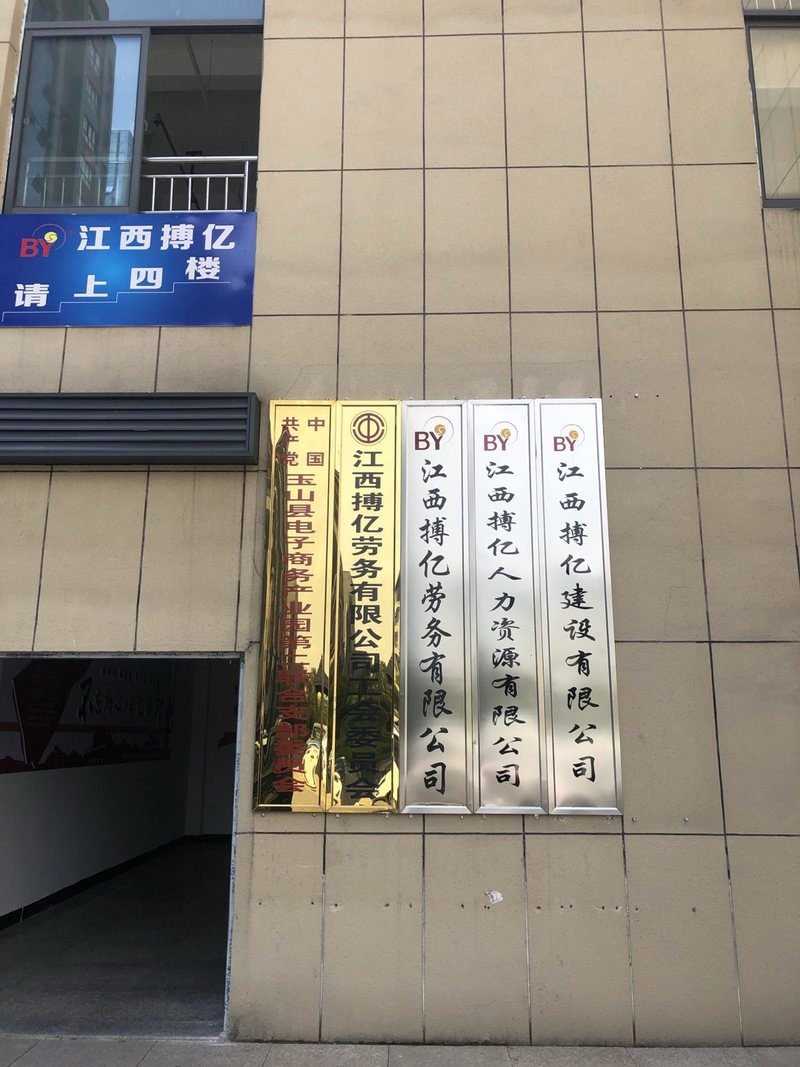 BY 江西搏亿
请上四楼
中国共产党玉山县电子商务产业园第二联合支部委员会
江西搏亿劳务有限公司工会委员会
BY 江西搏亿劳务有限公司
BY 江西搏亿人力资源有限公司
BY 江西搏亿建设有限公司